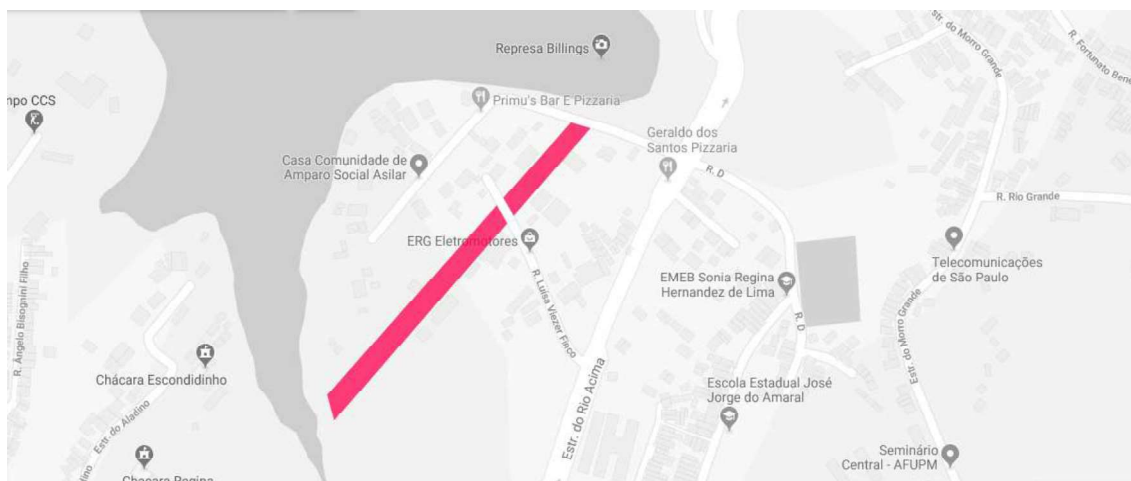 Represa Billings
Estr. do Morro Grande
R. Fortunato Bene
npo CCS
Primu's Bar E Pizzaria
Geraldo dos
Santos Pizzaria
Casa Comunidade de
Amparo Social Asilar
R. D
R. Rio Grande
ERG Eletromotores
Telecomunicações
de São Paulo
EMEB Sonia Regina
Hernandez de Lima
R. Luisa Viezer Finco
R. D
R. Ângelo Bisognini Filho
Estr. do Morro Grande
Chácara Escondidinho
Estr. do Rio Acima
Escola Estadual José
Jorge do Amaral
Estr. do Aladino
Seminário
Central - AFUPM
Chácara Regina